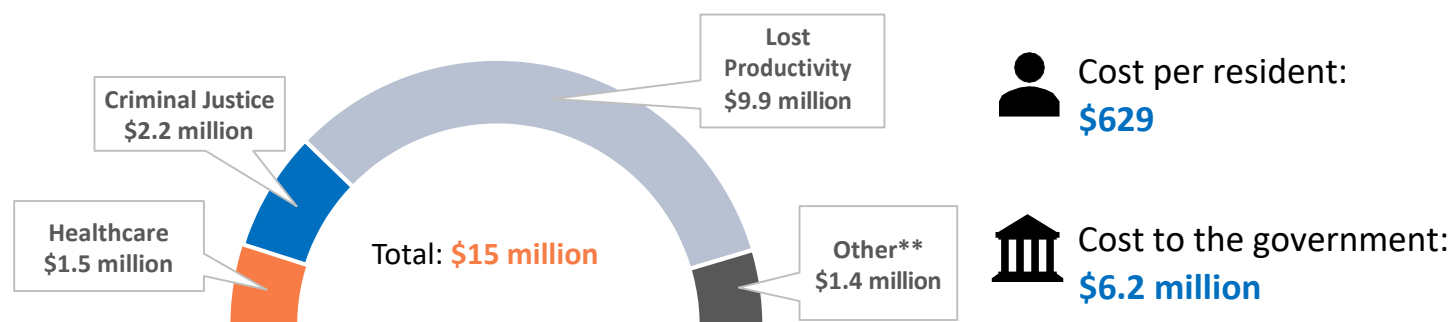 Lost
Productivity
$9.9 million
Criminal Justice
$2.2 million
Healthcare
$1.5 million
Total: $15 million
Other**
$1.4 million
Cost per resident:
$629
Cost to the government:
$6.2 million